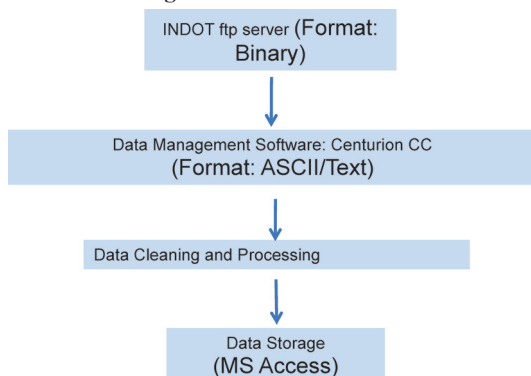 INDOT ftp server (Format:
Binary)
Data Management Software: Centurion CC
(Format: ASCII/Text)
Data Cleaning and Processing
Data Storage
(MS Access)